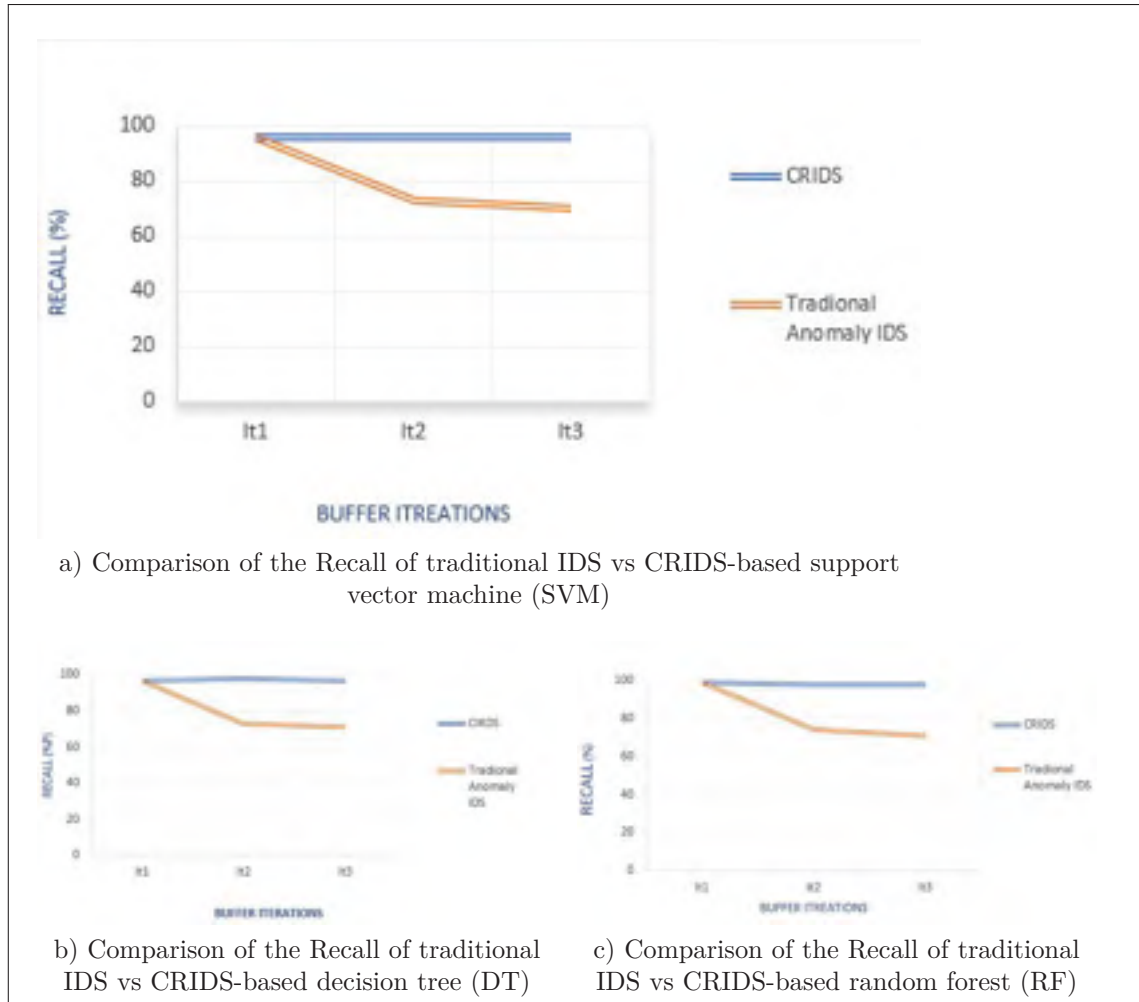 100
80
60
40
20
0
RECALL (%)
It1 It2 It3
BUFFER ITREATIONS
CRIDS
Tradional
Anomaly IDS
a) Comparison of the Recall of traditional IDS vs CRIDS-based support
vector machine (SVM)
100
80
60
40
20
0
RECALL (%P)
It1 It2 It3
BUFFER ITERATIONS
CRIDS
Tradional
Anomaly
IDS
100
80
60
40
20
0
RECALL (%)
It1 It2 It3
BUFFER ITREATIONS
CRIDS
Tradional
Anomaly IDS
b) Comparison of the Recall of traditional
IDS vs CRIDS-based decision tree (DT)
c) Comparison of the Recall of traditional
IDS vs CRIDS-based random forest (RF)